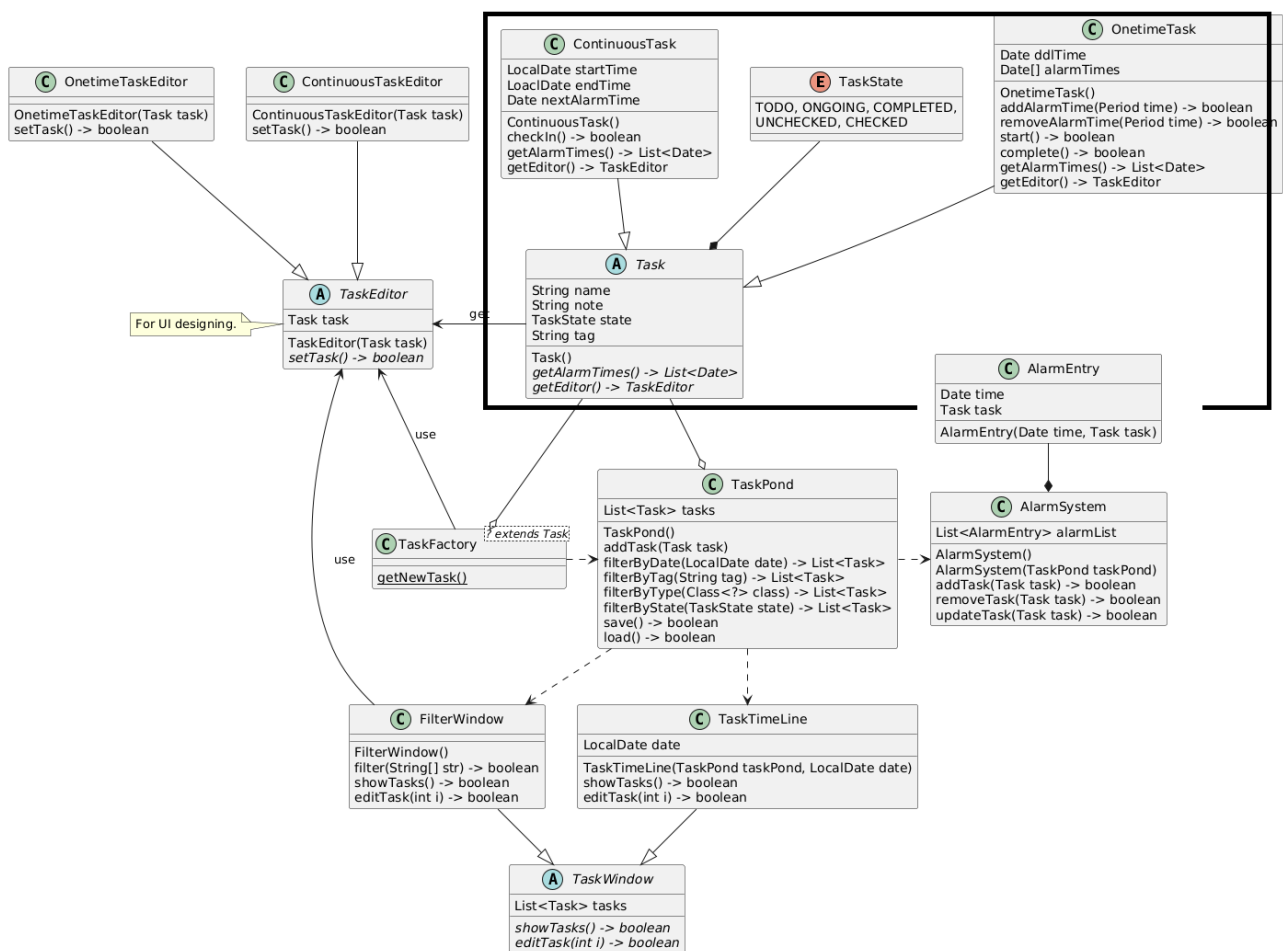 C OnetimeTaskEditor
OnetimeTaskEditor(Task task)
setTask() -> boolean
C ContinuousTaskEditor
ContinuousTaskEditor(Task task)
setTask() -> boolean
C ContinuousTask
LocalDate startTime
LoaclDate endTime
Date nextAlarmTime
ContinuousTask()
checkIn() -> boolean
getAlarmTimes() -> List<Date>
getEditor() -> TaskEditor
E TaskState
TODO, ONGOING, COMPLETED,
UNCHECKED, CHECKED
C OnetimeTask
Date ddlTime
Date[] alarmTimes
OnetimeTask()
addAlarmTime(Period time) -> boolean
removeAlarmTime(Period time) -> boolean
start() -> boolean
complete() -> boolean
getAlarmTimes() -> List<Date>
getEditor() -> TaskEditor
For UI designing.
A TaskEditor
Task task
TaskEditor(Task task)
setTask() -> boolean
get
A Task
String name
String note
TaskState state
String tag
Task()
getAlarmTimes() -> List<Date>
getEditor() -> TaskEditor
C AlarmEntry
Date time
Task task
AlarmEntry(Date time, Task task)
use
use
C TaskFactory
? extends Task
getNewTask()
C TaskPond
List<Task> tasks
TaskPond()
addTask(Task task)
filterByDate(LocalDate date) -> List<Task>
filterByTag(String tag) -> List<Task>
filterByType(Class<?> class) -> List<Task>
filterByState(TaskState state) -> List<Task>
save() -> boolean
load() -> boolean
C AlarmSystem
List<AlarmEntry> alarmList
AlarmSystem()
AlarmSystem(TaskPond taskPond)
addTask(Task task) -> boolean
removeTask(Task task) -> boolean
updateTask(Task task) -> boolean
C FilterWindow
FilterWindow()
filter(String[] str) -> boolean
showTasks() -> boolean
editTask(int i) -> boolean
C TaskTimeLine
LocalDate date
TaskTimeLine(TaskPond taskPond, LocalDate date)
showTasks() -> boolean
editTask(int i) -> boolean
A TaskWindow
List<Task> tasks
showTasks() -> boolean
editTask(int i) -> boolean